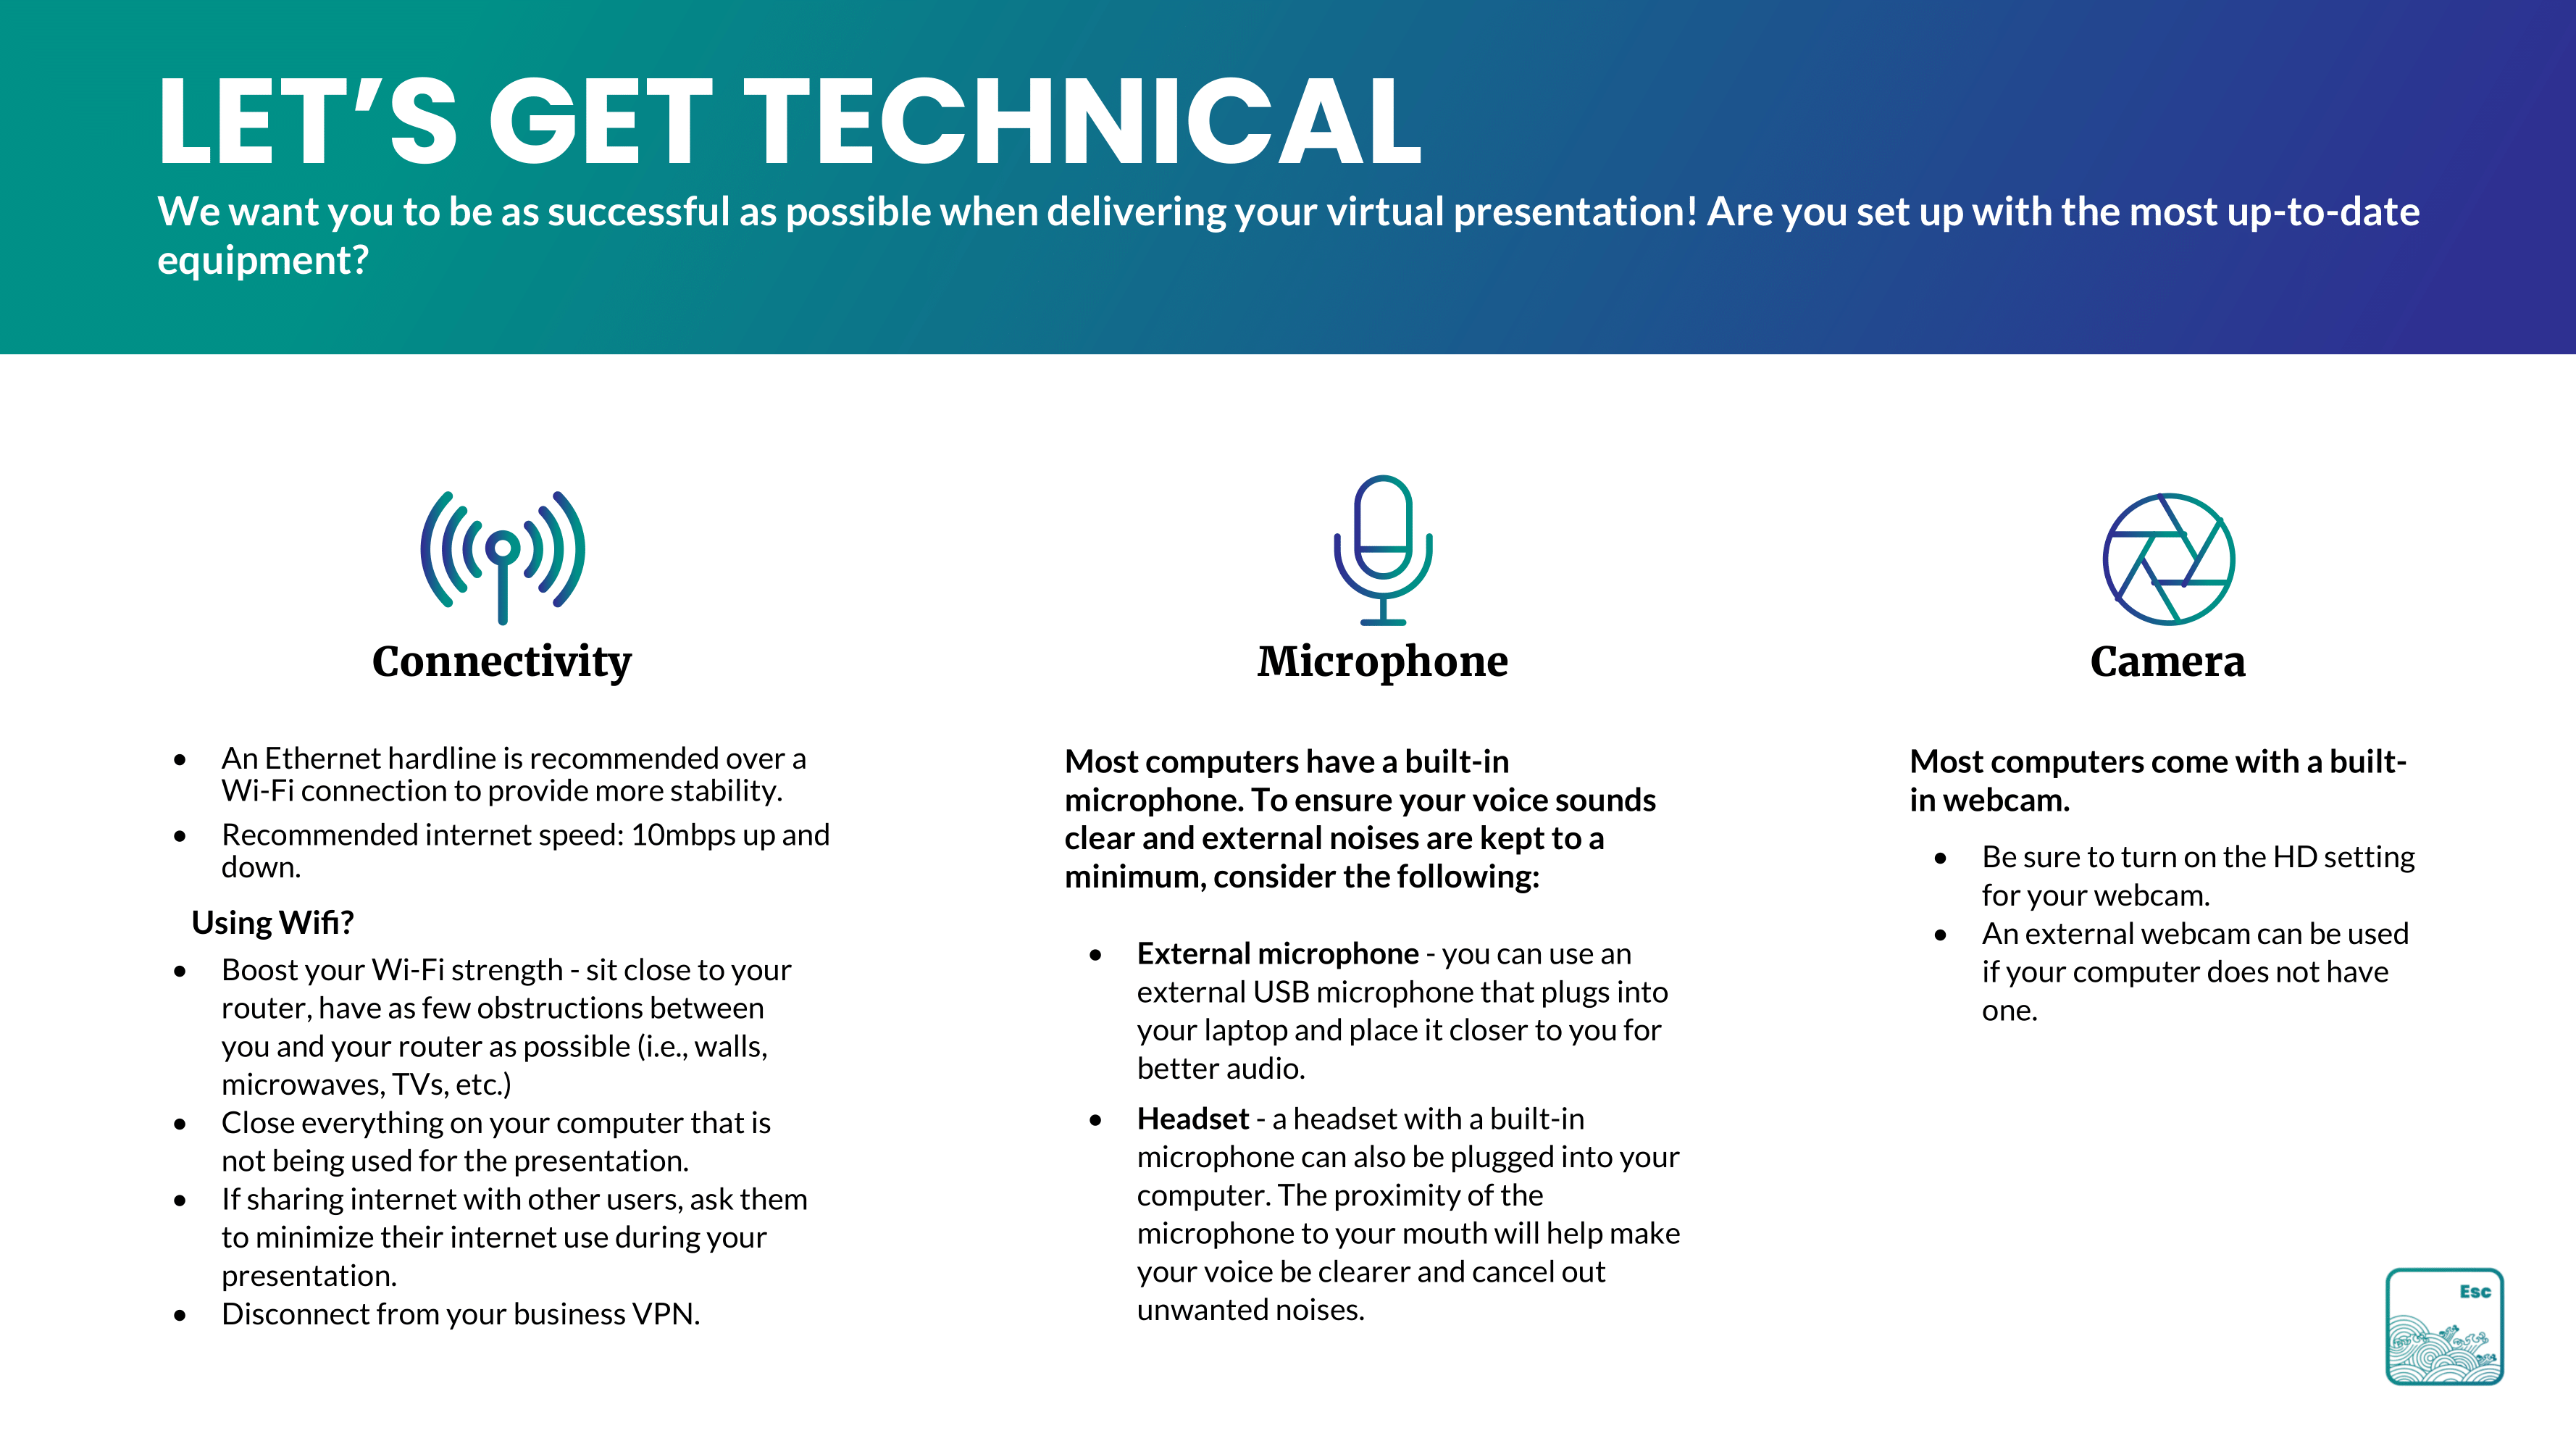 LET’S GET TECHNICAL
We want you to be as successful as possible when delivering your virtual presentation! Are you set up with the most up-to-date
equipment?
Connectivity
• An Ethernet hardline is recommended over a
Wi-Fi connection to provide more stability.
• Recommended internet speed: 10mbps up and
down.
Using Wifi?
• Boost your Wi-Fi strength - sit close to your
router, have as few obstructions between
you and your router as possible (i.e., walls,
microwaves, TVs, etc.)
• Close everything on your computer that is
not being used for the presentation.
• If sharing internet with other users, ask them
to minimize their internet use during your
presentation.
• Disconnect from your business VPN.
Microphone
Most computers have a built-in
microphone. To ensure your voice sounds
clear and external noises are kept to a
minimum, consider the following:
• External microphone - you can use an
external USB microphone that plugs into
your laptop and place it closer to you for
better audio.
• Headset - a headset with a built-in
microphone can also be plugged into your
computer. The proximity of the
microphone to your mouth will help make
your voice be clearer and cancel out
unwanted noises.
Camera
Most computers come with a built-
in webcam.
• Be sure to turn on the HD setting
for your webcam.
• An external webcam can be used
if your computer does not have
one.
Esc